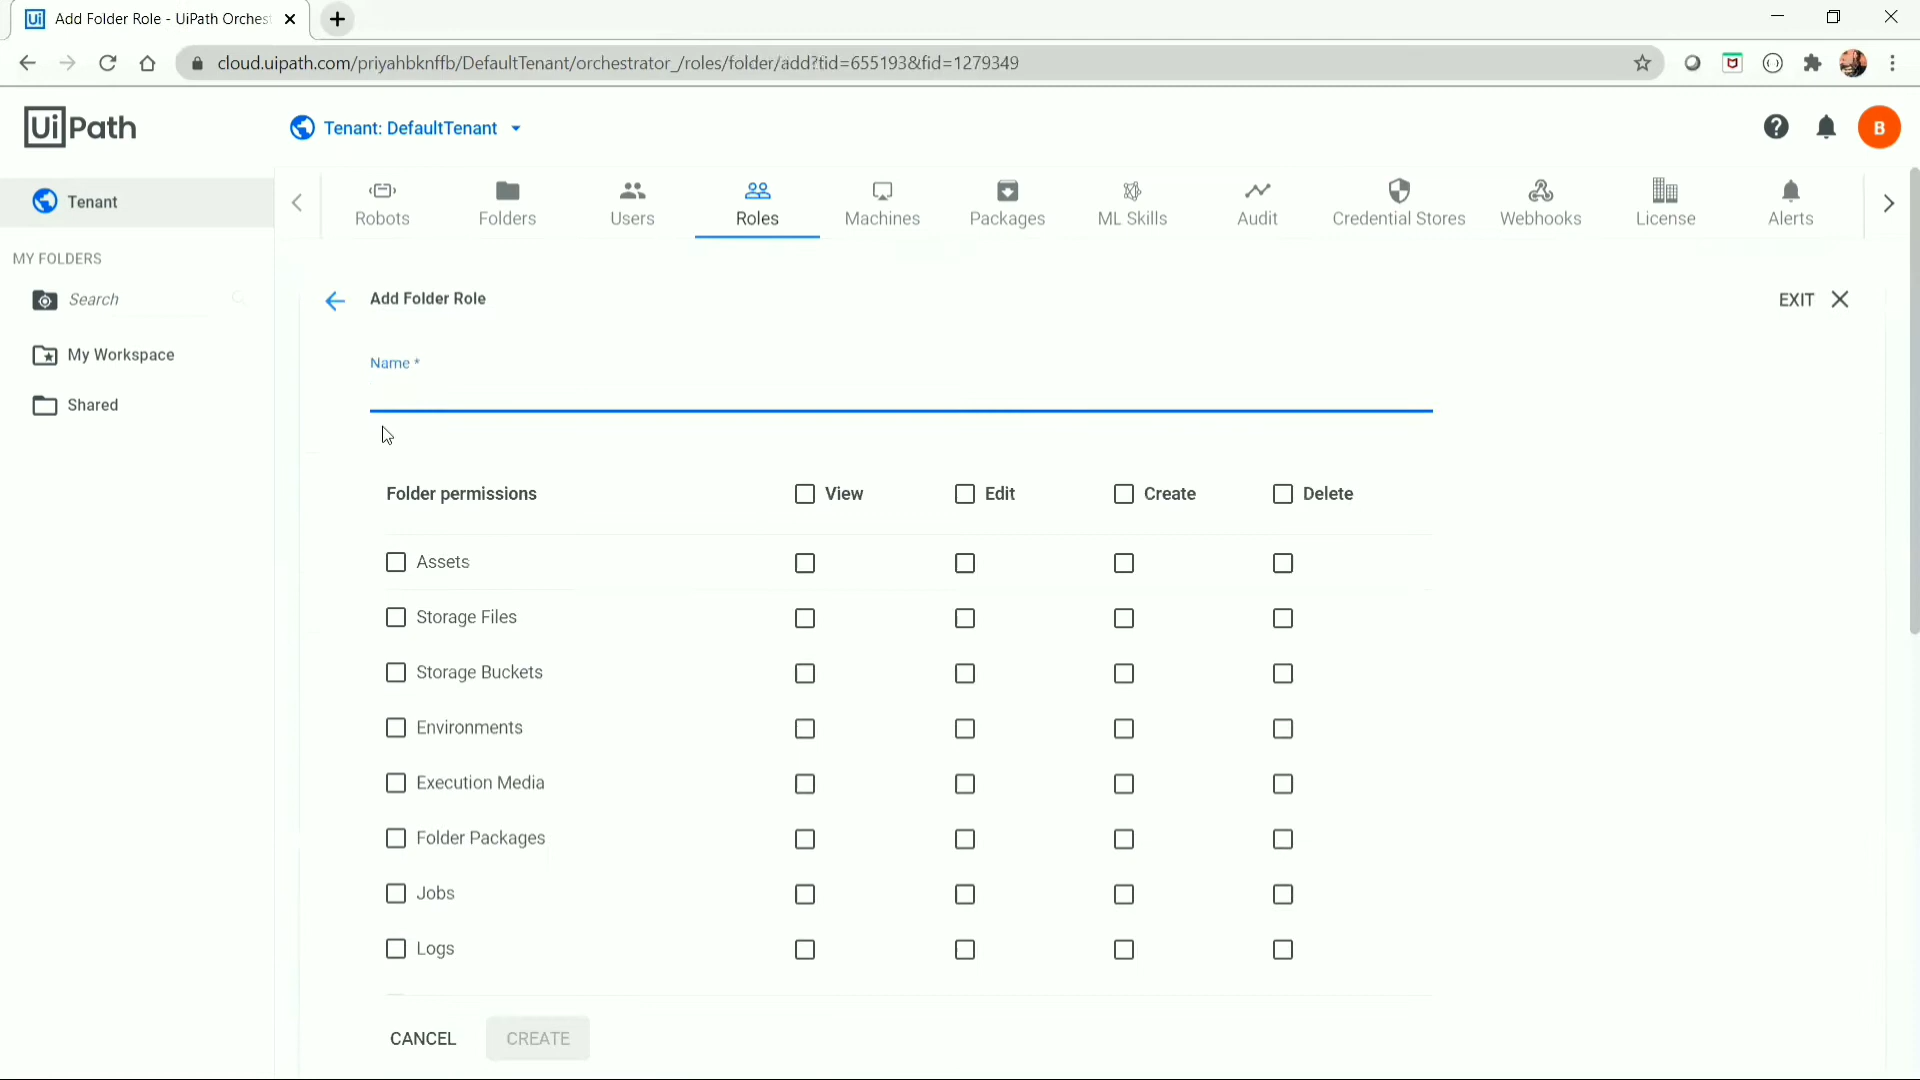 Add Folder Role - UiPath Orches
cloud.uipath.com/priyahbknffb/DefaultTenant/orchestrator_/roles/folder/add?tid=655193&fid=1279349
UiPath
Tenant: DefaultTenant
B
Tenant
Robots Folders Users Roles Machines Packages ML Skills Audit Credential Stores Webhooks License Alerts
MY FOLDERS
Search
My Workspace
Shared
Add Folder Role
EXIT
Name *
Folder permissions View Edit Create Delete
Assets
Storage Files
Storage Buckets
Environments
Execution Media
Folder Packages
Jobs
Logs
CANCEL CREATE